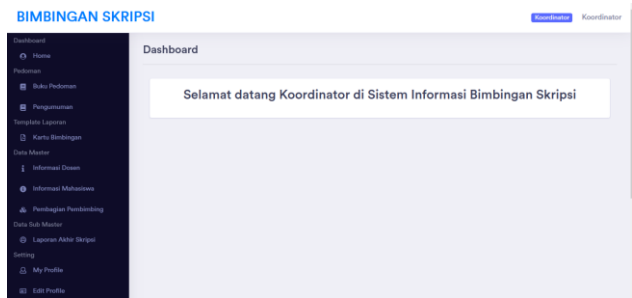 BIMBINGAN SKRIPSI
Koordinator Koordinator
Dashboard
Home
Pedoman
Buku Pedoman
Pengumuman
Template Laporan
Kartu Bimbingan
Data Master
Informasi Dosen
Informasi Mahasiswa
Pembagian Pembimbing
Data Sub Master
Laporan Akhir Skripsi
Setting
My Profile
Edit Profile
Dashboard
Selamat datang Koordinator di Sistem Informasi Bimbingan Skripsi